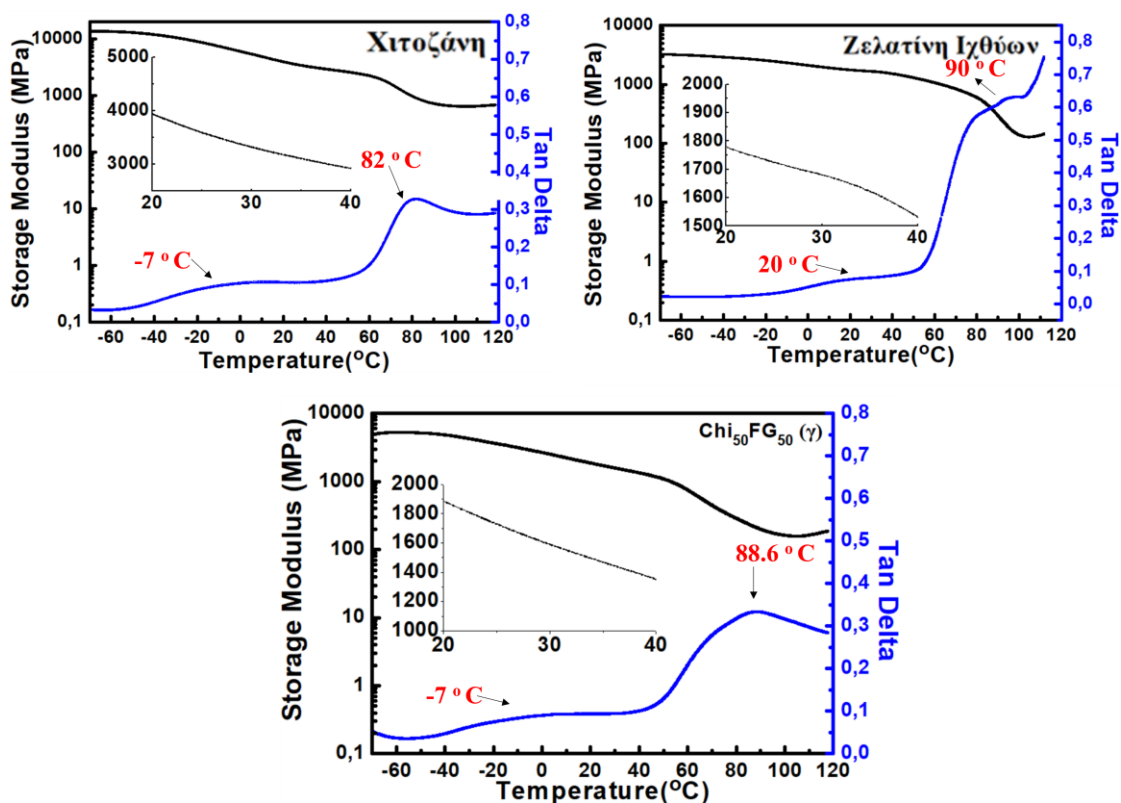 Χιτοζάνη
Storage Modulus (MPa)
10000
1000
100
10
1
0,1
5000
4000
3000
20 30 40
82 °C
-7 °C
0,8
0,7
0,6
0,5
0,4
0,3
0,2
0,1
0,0
Tan Delta
-60 -40 -20 0 20 40 60 80 100 120
Temperature(°C)
Ζελατίνη Ιχθύων
Storage Modulus (MPa)
10000
1000
100
10
1
0,1
2000
1900
1800
1700
1600
1500
20 30 40
90 °C
20 °C
0,8
0,7
0,6
0,5
0,4
0,3
0,2
0,1
0,0
Tan Delta
-60 -40 -20 0 20 40 60 80 100 120
Temperature(°C)
Chi50FG50 (γ)
Storage Modulus (MPa)
10000
1000
100
10
1
0,1
2000
1800
1600
1400
1200
1000
20 30 40
88.6 °C
-7 °C
0,8
0,7
0,6
0,5
0,4
0,3
0,2
0,1
0,0
Tan Delta
-60 -40 -20 0 20 40 60 80 100 120
Temperature(°C)